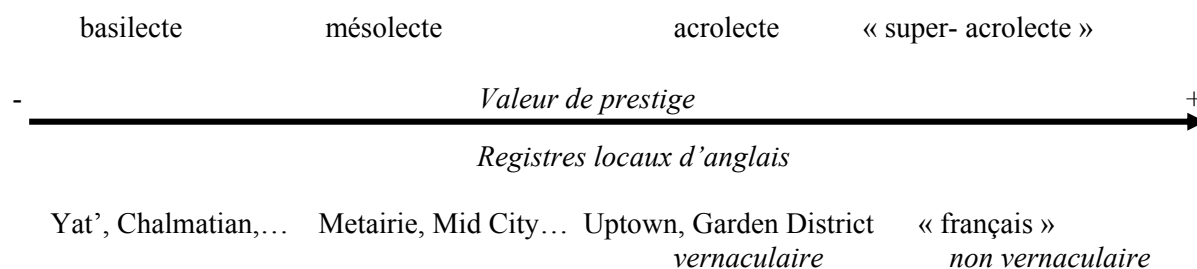 basilecte mésolecte acrolecte « super- acrolecte »
- Valeur de prestige +
Registres locaux d’anglais
Yat’, Chalmatian,… Metairie, Mid City… Uptown, Garden District « français »
vernaculaire non vernaculaire